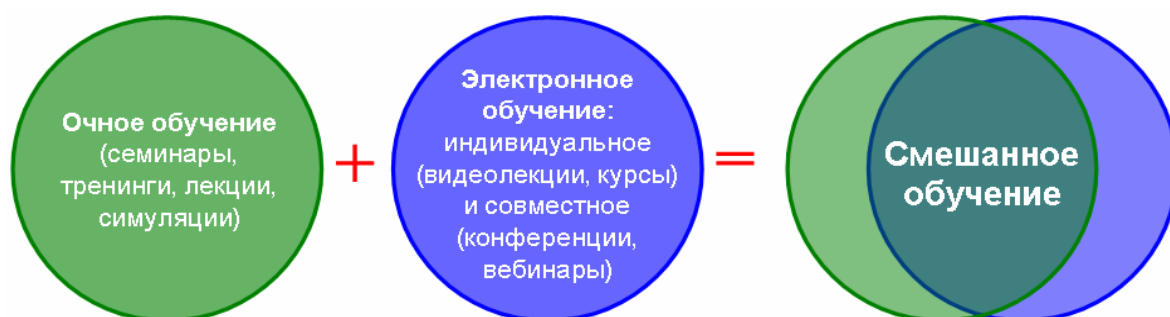 Очное обучение
(семинары,
тренинги, лекции,
симуляции)
+
Электронное
обучение:
индивидуальное
(видеолекции, курсы)
и совместное
(конференции,
вебинары)
=
Смешанное
обучение